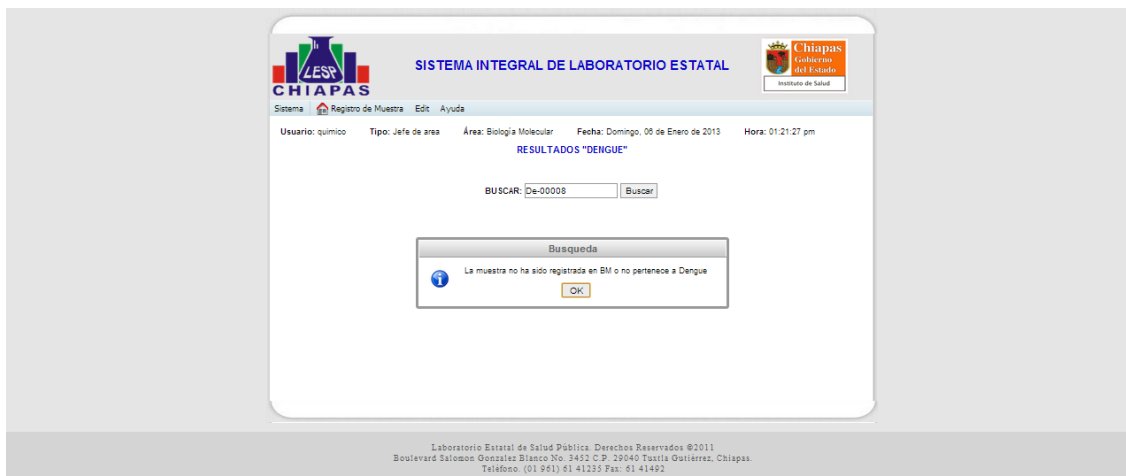 LESP
CHIAPAS
SISTEMA INTEGRAL DE LABORATORIO ESTATAL
Chiapas
Gobierno
del Estado
Instituto de Salud
Sistema Registro de Muestra Edit Ayuda
Usuario: quimico Tipo: Jefe de area Área: Biología Molecular Fecha: Domingo, 06 de Enero de 2013 Hora: 01:21:27 pm
RESULTADOS "DENGUE"
BUSCAR: De-00008 Buscar
Busqueda
La muestra no ha sido registrada en BM o no pertenece a Dengue
OK
Laboratorio Estatal de Salud Pública. Derechos Reservados ©2011
Boulevard Salomon Gonzalez Blanco No. 3452 C.P. 29040 Tuxtla Gutiérrez, Chiapas.
Teléfono. (01 961) 61 41235 Fax: 61 41492